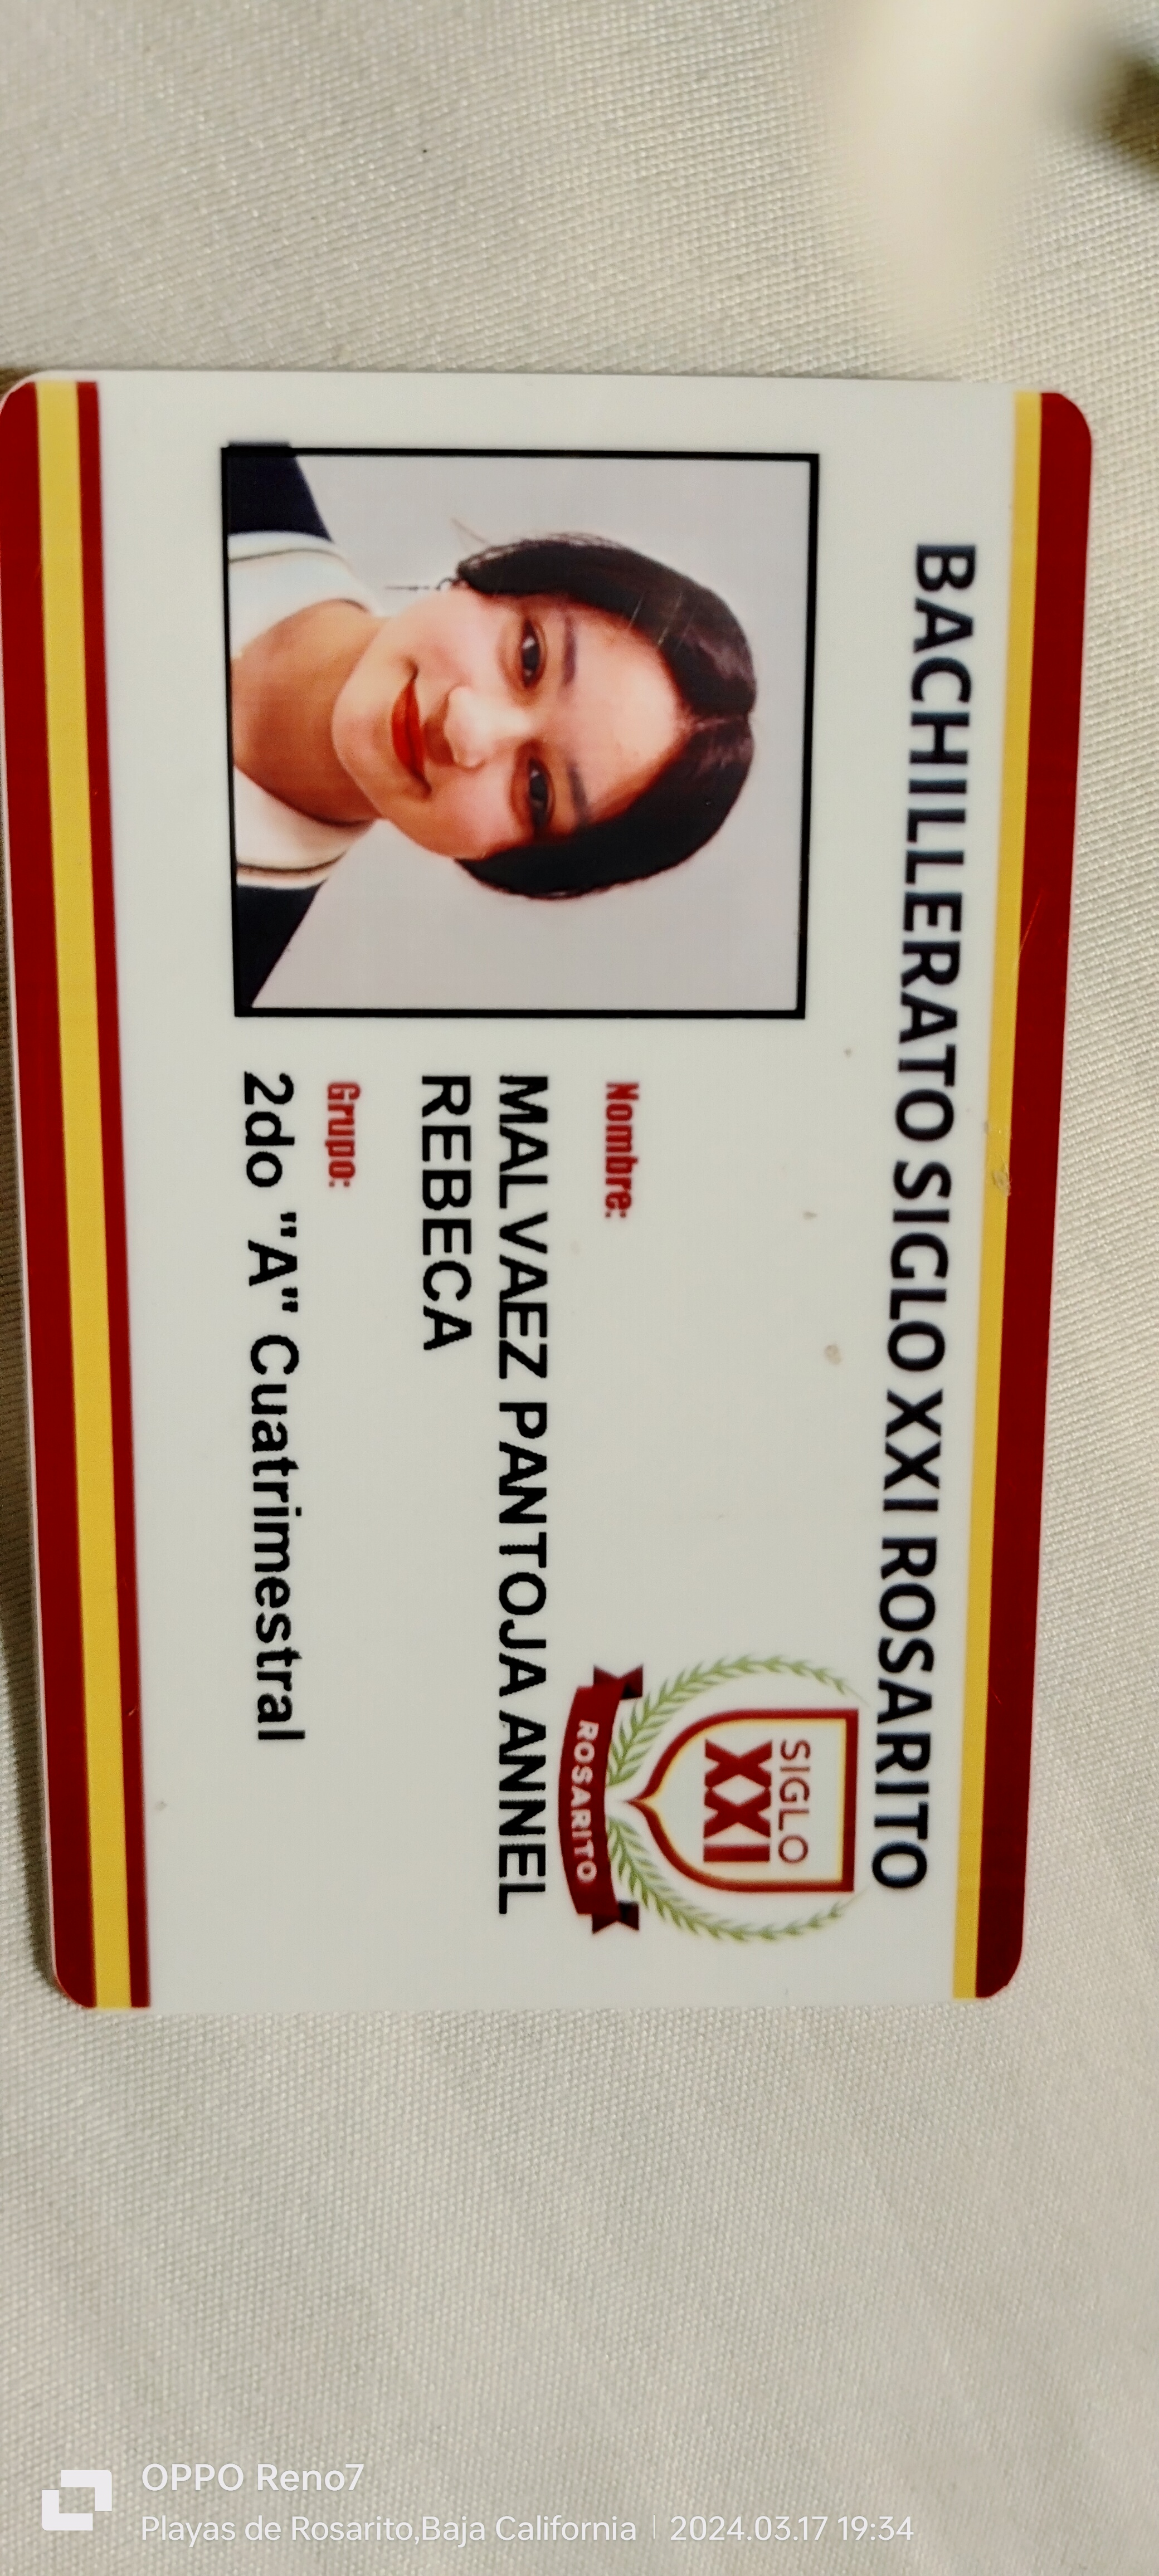 BACHILLERATO SIGLO XXI ROSARITO
SIGLO
XXI
ROSARITO
Nombre:
MALVAEZ PANTOJA ANNEL
REBECA
Grupo:
2do "A" Cuatrimestral
OPPO Reno7
Playas de Rosarito,Baja California | 2024.03.17 19:34